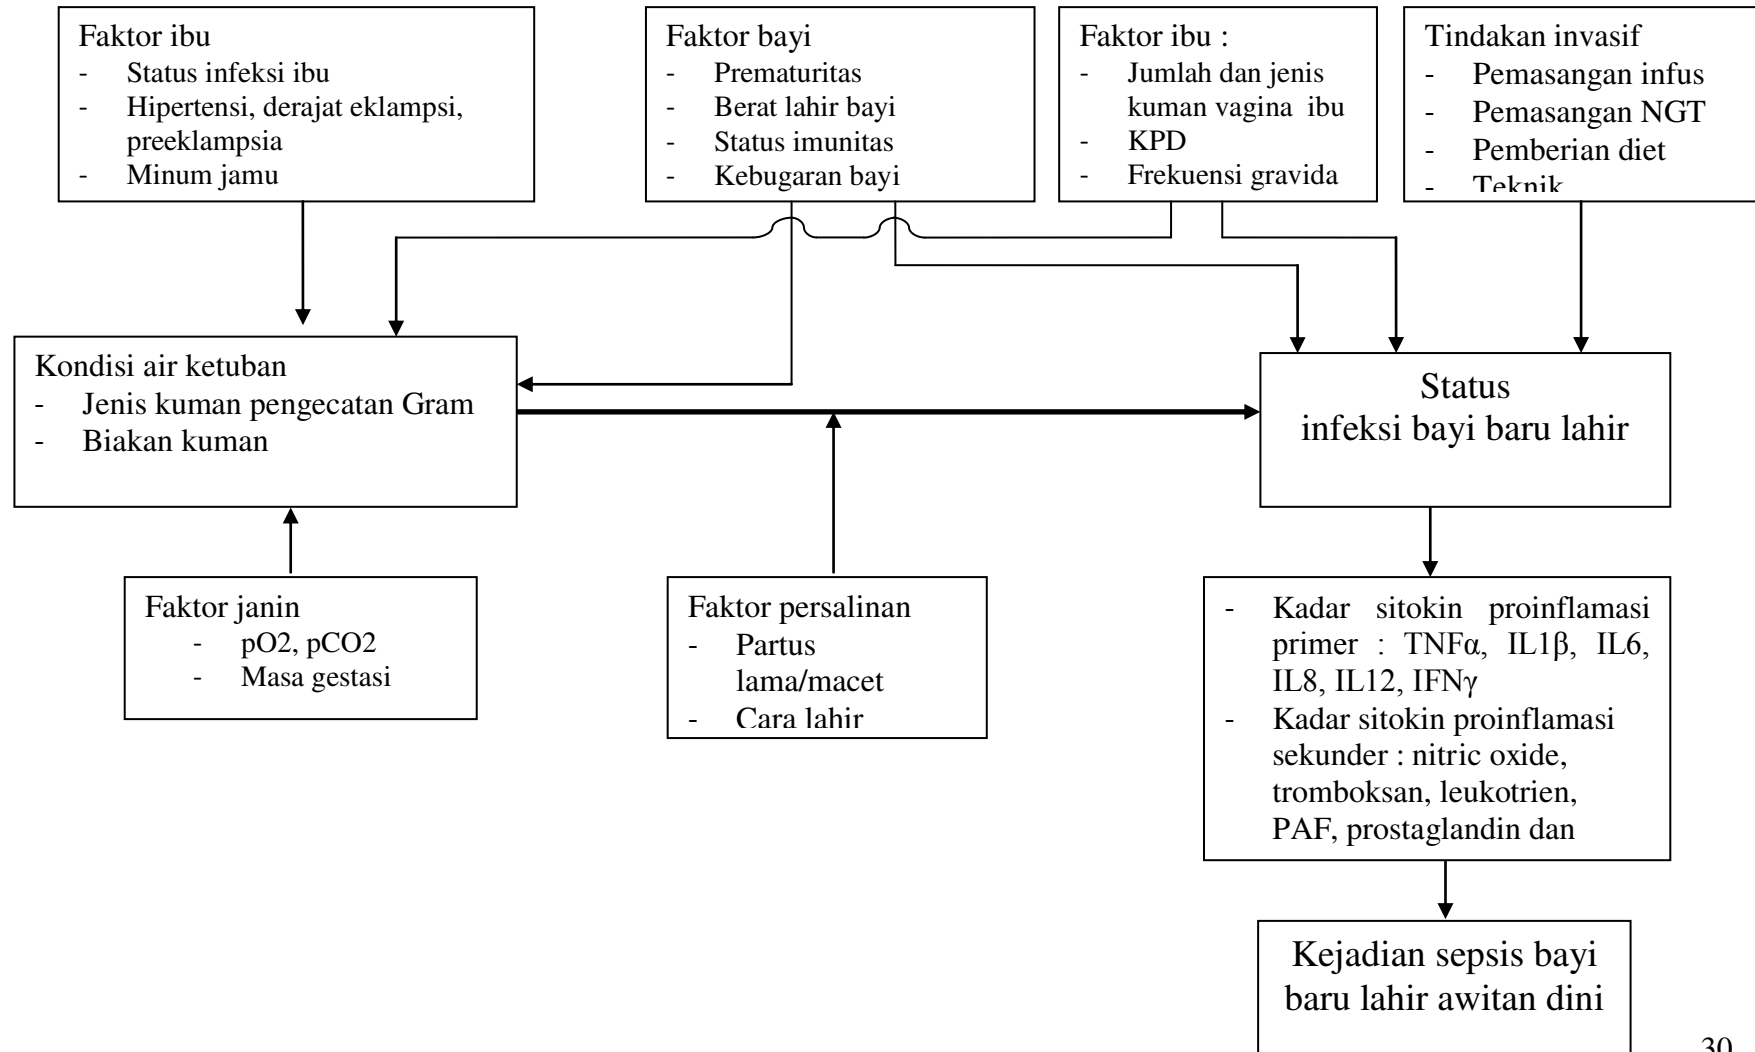 Faktor ibu
- Status infeksi ibu
- Hipertensi, derajat eklampsi,
preeklampsia
- Minum jamu
Faktor bayi
- Prematuritas
- Berat lahir bayi
- Status imunitas
- Kebugaran bayi
Faktor ibu :
- Jumlah dan jenis
kuman vagina ibu
- KPD
- Frekuensi gravida
Tindakan invasif
- Pemasangan infus
- Pemasangan NGT
- Pemberian diet
- Teknik
Kondisi air ketuban
- Jenis kuman pengecatan Gram
- Biakan kuman
Status
infeksi bayi baru lahir
Faktor janin
- pO2, pCO2
- Masa gestasi
Faktor persalinan
- Partus
lama/macet
- Cara lahir
- Kadar sitokin proinflamasi
primer : TNFα, IL1β, IL6,
IL8, IL12, IFNγ
- Kadar sitokin proinflamasi
sekunder : nitric oxide,
tromboksan, leukotrien,
PAF, prostaglandin dan
Kejadian sepsis bayi
baru lahir awitan dini
30